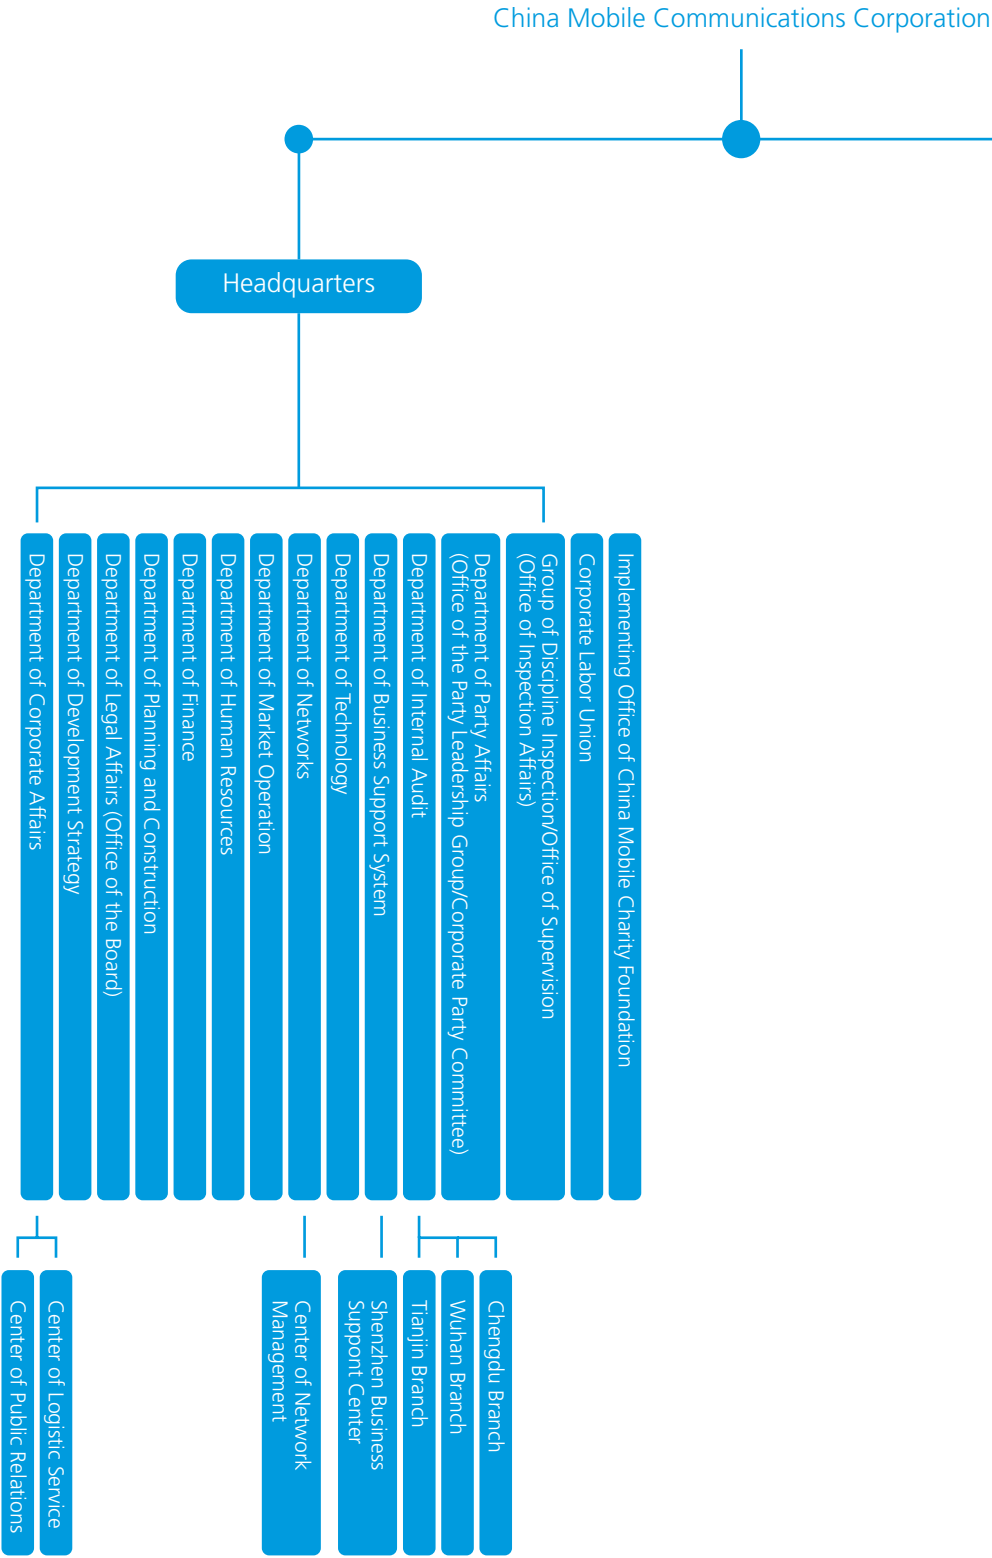 China Mobile Communications Corporation
Headquarters
Department of Corporate Affairs
Department of Development Strategy
Department of Legal Affairs (Office of the Board)
Department of Planning and Construction
Department of Finance
Department of Human Resources
Department of Market Operation
Department of Networks
Department of Technology
Department of Business Support System
Department of Internal Audit
Department of Party Affairs
(Office of the Party Leadership Group/Corporate Party Committee)
Group of Discipline Inspection/Office of Supervision
(Office of Inspection Affairs)
Corporate Labor Union
Implementing Office of China Mobile Charity Foundation
Center of Public Relations
Center of Logistic Service
Center of Network
Management
Shenzhen Business
Suppont Center
Tianjin Branch
Wuhan Branch
Chengdu Branch